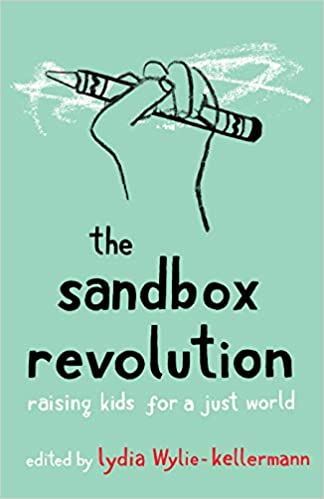 the
sandbox
revolution
raising kids for a just world
edited by lydia Wylie-kellermann